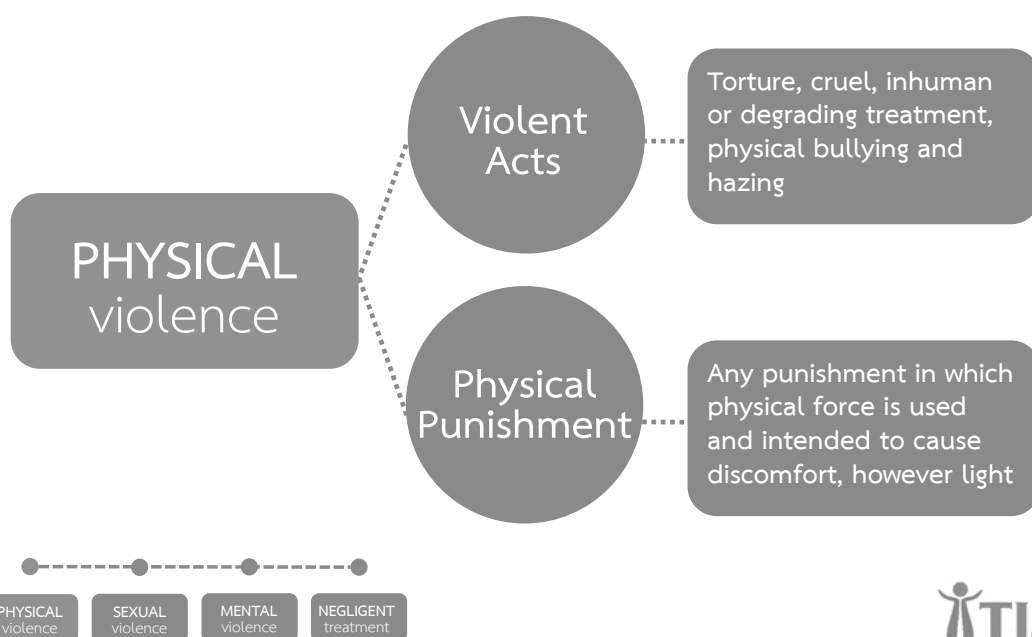 Violent
Acts
Torture, cruel, inhuman
or degrading treatment,
physical bullying and
hazing
PHYSICAL
violence
Physical
Punishment
Any punishment in which
physical force is used
and intended to cause
discomfort, however light
PHYSICAL
violence
SEXUAL
violence
MENTAL
violence
NEGLIGENT
treatment